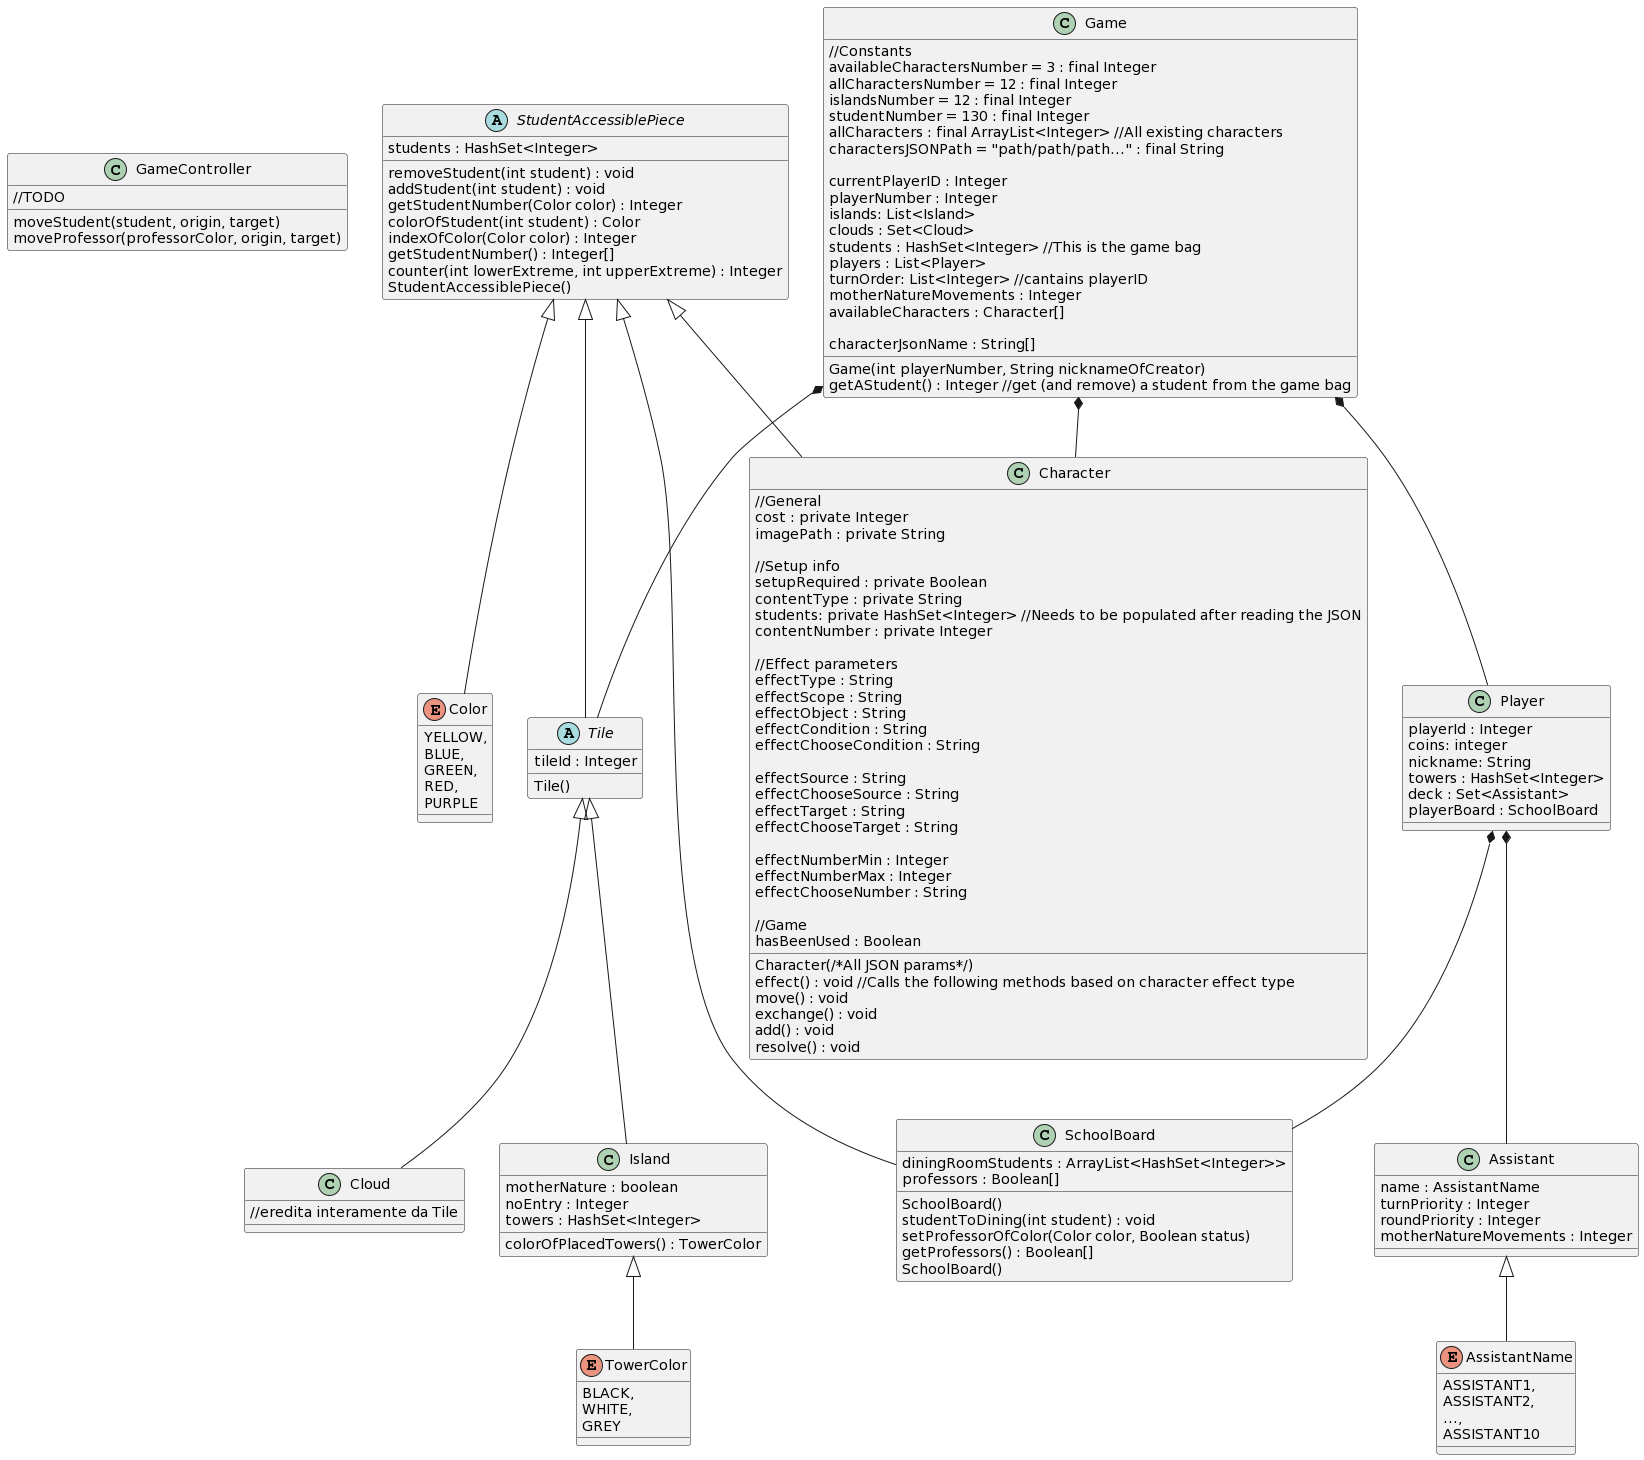 C Game
//Constants
availableCharactersNumber = 3 : final Integer
allCharactersNumber = 12 : final Integer
islandsNumber = 12 : final Integer
studentNumber = 130 : final Integer
allCharacters : final ArrayList<Integer> //All existing characters
charactersJSONPath = "path/path/path..." : final String
currentPlayerID : Integer
playerNumber : Integer
islands: List<Island>
clouds : Set<Cloud>
students : HashSet<Integer> //This is the game bag
players : List<Player>
turnOrder: List<Integer> //cantains playerID
motherNatureMovements : Integer
availableCharacters : Character[]
characterJsonName : String[]
Game(int playerNumber, String nicknameOfCreator)
getAStudent() : Integer //get (and remove) a student from the game bag
A StudentAccessiblePiece
students : HashSet<Integer>
removeStudent(int student) : void
addStudent(int student) : void
getStudentNumber(Color color) : Integer
colorOfStudent(int student) : Color
indexOfColor(Color color) : Integer
getStudentNumber() : Integer[]
counter(int lowerExtreme, int upperExtreme) : Integer
StudentAccessiblePiece()
C GameController
//TODO
moveStudent(student, origin, target)
moveProfessor(professorColor, origin, target)
C Character
//General
cost : private Integer
imagePath : private String
//Setup info
setupRequired : private Boolean
contentType : private String
students: private HashSet<Integer> //Needs to be populated after reading the JSON
contentNumber : private Integer
//Effect parameters
effectType : String
effectScope : String
effectObject : String
effectCondition : String
effectChooseCondition : String
effectSource : String
effectChooseSource : String
effectTarget : String
effectChooseTarget : String
effectNumberMin : Integer
effectNumberMax : Integer
effectChooseNumber : String
//Game
hasBeenUsed : Boolean
Character(/*All JSON params*/)
effect() : void //Calls the following methods based on character effect type
move() : void
exchange() : void
add() : void
resolve() : void
E Color
YELLOW,
BLUE,
GREEN,
RED,
PURPLE
A Tile
tileId : Integer
Tile()
C Player
playerId : Integer
coins: integer
nickname: String
towers : HashSet<Integer>
deck : Set<Assistant>
playerBoard : SchoolBoard
C Cloud
//eredita interamente da Tile
C Island
motherNature : boolean
noEntry : Integer
towers : HashSet<Integer>
colorOfPlacedTowers() : TowerColor
C SchoolBoard
diningRoomStudents : ArrayList<HashSet<Integer>>
professors : Boolean[]
SchoolBoard()
studentToDining(int student) : void
setProfessorOfColor(Color color, Boolean status)
getProfessors() : Boolean[]
SchoolBoard()
C Assistant
name : AssistantName
turnPriority : Integer
roundPriority : Integer
motherNatureMovements : Integer
E TowerColor
BLACK,
WHITE,
GREY
E AssistantName
ASSISTANT1,
ASSISTANT2,
...,
ASSISTANT10